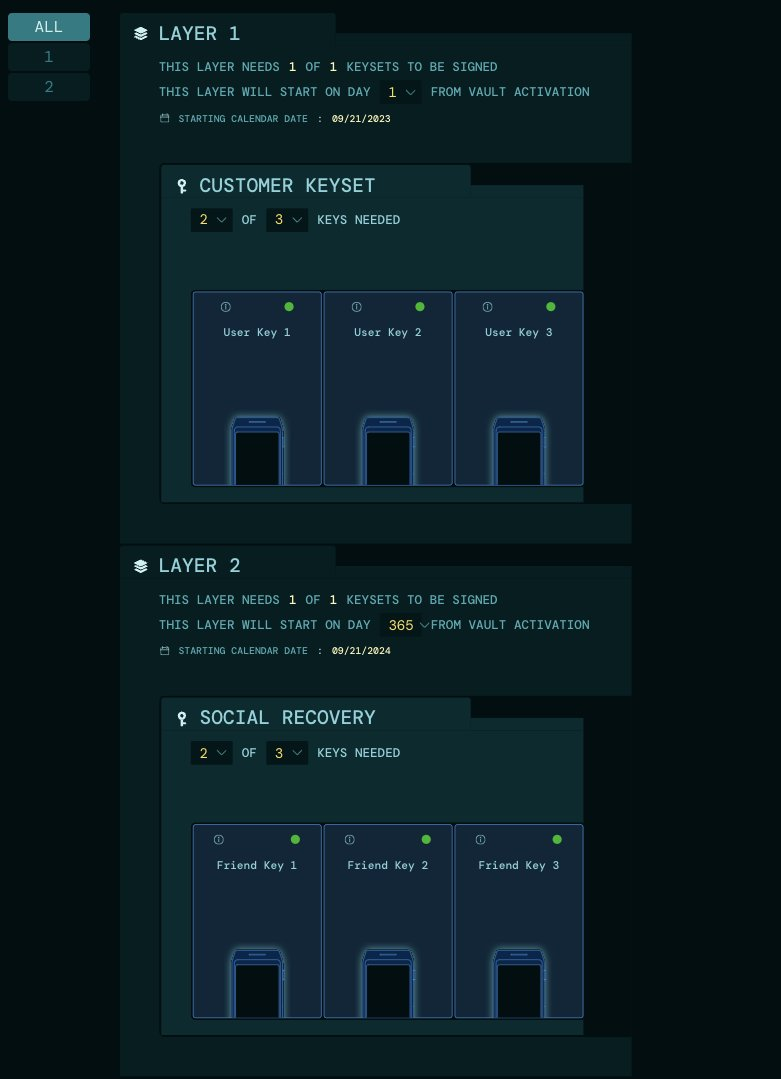 ALL
1
2
LAYER 1
THIS LAYER NEEDS 1 OF 1 KEYSETS TO BE SIGNED
THIS LAYER WILL START ON DAY 1 FROM VAULT ACTIVATION
STARTING CALENDAR DATE : 09/21/2023
CUSTOMER KEYSET
2 OF 3 KEYS NEEDED
User Key 1 User Key 2 User Key 3
LAYER 2
THIS LAYER NEEDS 1 OF 1 KEYSETS TO BE SIGNED
THIS LAYER WILL START ON DAY 365 FROM VAULT ACTIVATION
STARTING CALENDAR DATE : 09/21/2024
SOCIAL RECOVERY
2 OF 3 KEYS NEEDED
Friend Key 1 Friend Key 2 Friend Key 3